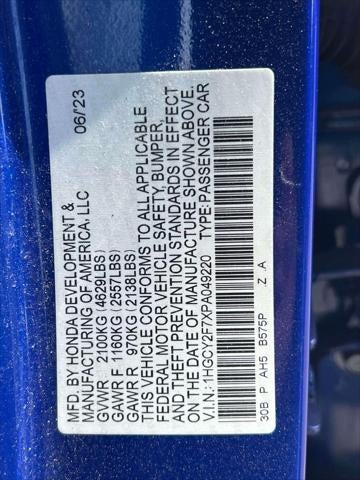 MFD. BY HONDA DEVELOPMENT & 06/23
MANUFACTURING OF AMERICA, LLC
GVWR 2100KG (4629LBS)
GAWR F 1160KG (2557LBS)
GAWR R 970KG (2138LBS)
THIS VEHICLE CONFORMS TO ALL APPLICABLE
FEDERAL MOTOR VEHICLE SAFETY, BUMPER,
AND THEFT PREVENTION STANDARDS IN EFFECT
ON THE DATE OF MANUFACTURE SHOWN ABOVE.
V.I.N.: 1HGCY2F7XPA049220 TYPE: PASSENGER CAR
30B P AH5 B575P Z A